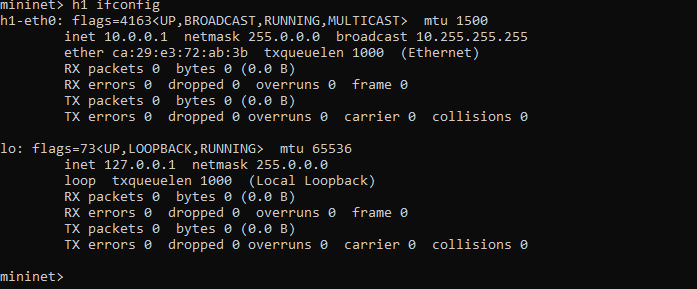 mininet> h1 ifconfig
h1-eth0: flags=4163<UP,BROADCAST,RUNNING,MULTICAST>  mtu 1500
        inet 10.0.0.1  netmask 255.0.0.0  broadcast 10.255.255.255
        ether ca:29:e3:72:ab:3b  txqueuelen 1000  (Ethernet)
        RX packets 0  bytes 0 (0.0 B)
        RX errors 0  dropped 0  overruns 0  frame 0
        TX packets 0  bytes 0 (0.0 B)
        TX errors 0  dropped 0 overruns 0  carrier 0  collisions 0

lo: flags=73<UP,LOOPBACK,RUNNING>  mtu 65536
        inet 127.0.0.1  netmask 255.0.0.0
        loop  txqueuelen 1000  (Local Loopback)
        RX packets 0  bytes 0 (0.0 B)
        RX errors 0  dropped 0  overruns 0  frame 0
        TX packets 0  bytes 0 (0.0 B)
        TX errors 0  dropped 0 overruns 0  carrier 0  collisions 0

mininet>